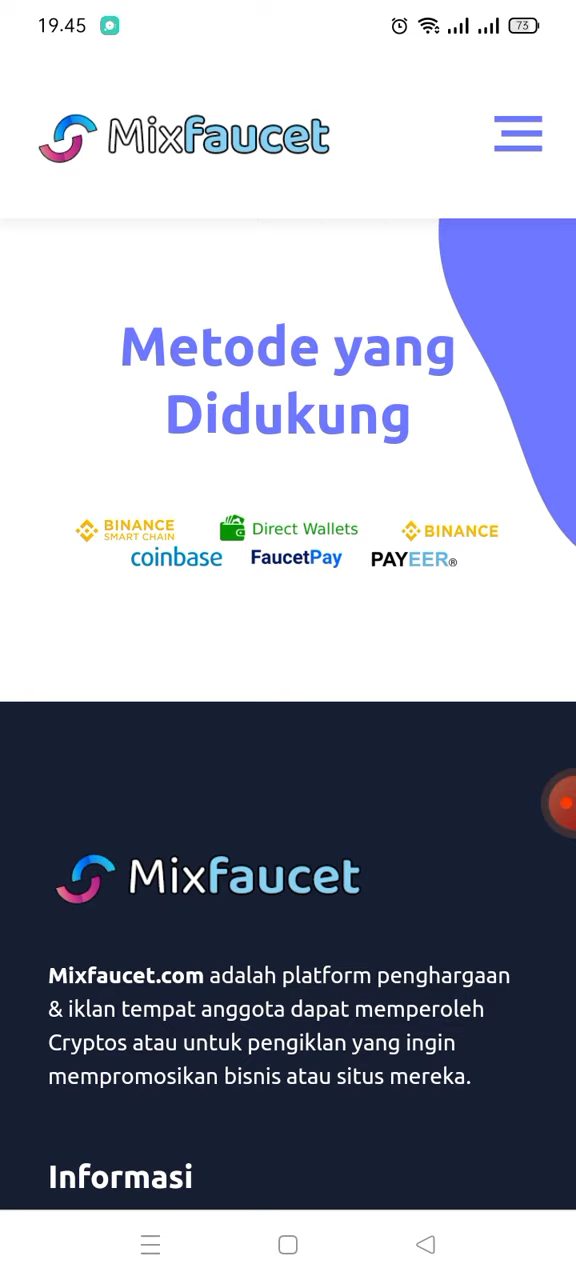 19.45
73
Mixfaucet
Metode yang
Didukung
BINANCE
SMART CHAIN
Direct Wallets
BINANCE
coinbase
FaucetPay
PAYEER®
Mixfaucet
Mixfaucet.com adalah platform penghargaan
& iklan tempat anggota dapat memperoleh
Cryptos atau untuk pengiklan yang ingin
mempromosikan bisnis atau situs mereka.
Informasi